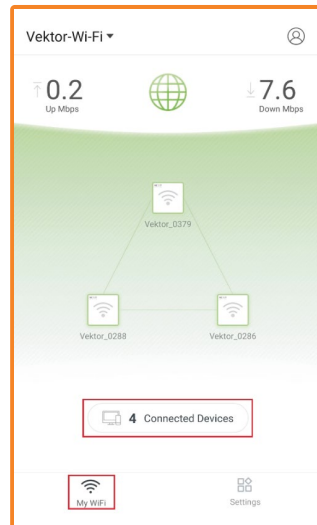 Vektor-Wi-Fi
0.2
Up Mbps
7.6
Down Mbps
Vektor_0379
Vektor_0288
Vektor_0286
4 Connected Devices
My WiFi
Settings